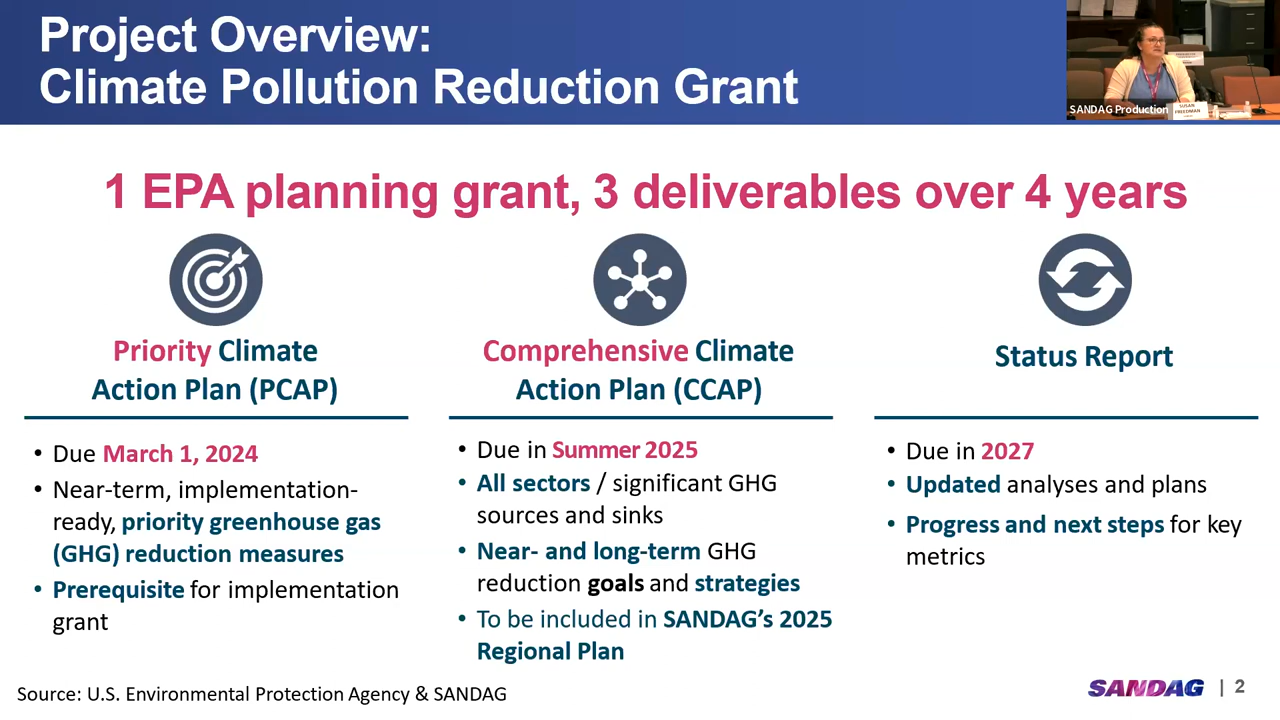 Project Overview:
Climate Pollution Reduction Grant
SANDAG Production
SUSAN
FREEDMAN
1 EPA planning grant, 3 deliverables over 4 years
Priority Climate
Action Plan (PCAP)
• Due March 1, 2024
• Near-term, implementation-
ready, priority greenhouse gas
(GHG) reduction measures
• Prerequisite for implementation
grant
Comprehensive Climate
Action Plan (CCAP)
• Due in Summer 2025
• All sectors / significant GHG
sources and sinks
• Near- and long-term GHG
reduction goals and strategies
• To be included in SANDAG’s 2025
Regional Plan
Status Report
• Due in 2027
• Updated analyses and plans
• Progress and next steps for key
metrics
Source: U.S. Environmental Protection Agency & SANDAG
SANDAG | 2